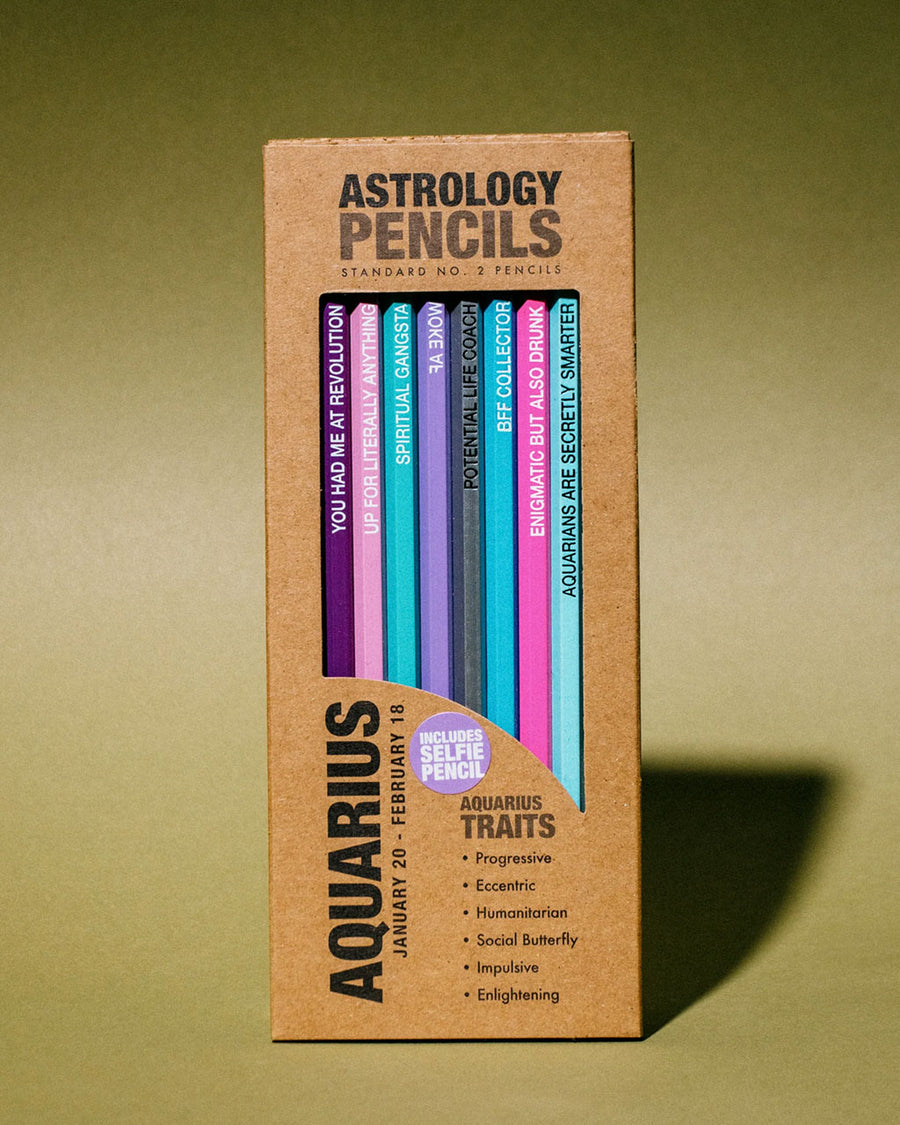 ASTROLOGY
PENCILS
STANDARD NO. 2 PENCILS
YOU HAD ME AT REVOLUTION
UP FOR LITERALLY ANYTHING
SPIRITUAL GANGSTA
WOKE AF
POTENTIAL LIFE COACH
BFF COLLECTOR
ENIGMATIC BUT ALSO DRUNK
AQUARIANS ARE SECRETLY SMARTER
AQUARIUS
JANUARY 20 - FEBRUARY 18
INCLUDES
SELFIE
PENCIL
AQUARIUS
TRAITS
• Progressive
• Eccentric
• Humanitarian
• Social Butterfly
• Impulsive
• Enlightening